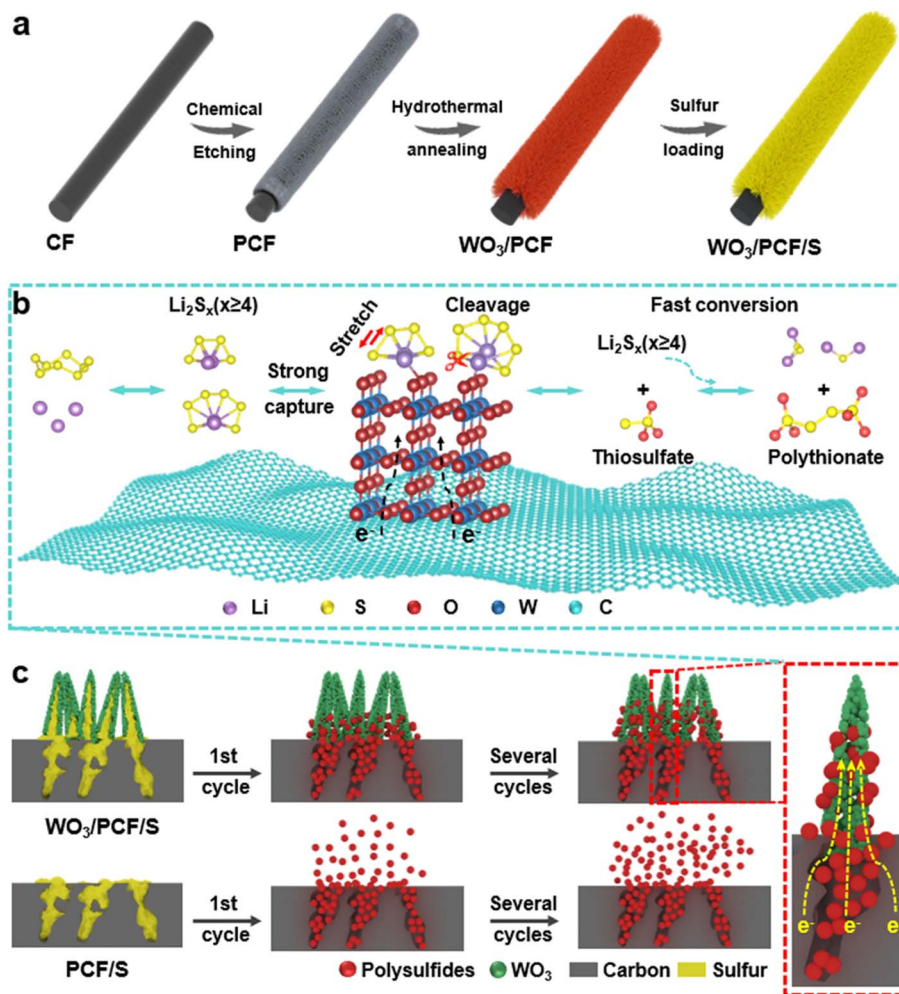 a
Chemical
Etching
Hydrothermal
annealing
Sulfur
loading
CF
PCF
WO₃/PCF
WO₃/PCF/S
b
Li₂Sₓ(x≥4)
Stretch
Cleavage
Fast conversion
Strong
capture
Li₂Sₓ(x≥4)
+
+
Thiosulfate
Polythionate
e⁻
e⁻
Li
S
O
W
C
c
1st
cycle
Several
cycles
WO₃/PCF/S
1st
cycle
Several
cycles
PCF/S
e⁻
e⁻
e⁻
Polysulfides
WO₃
Carbon
Sulfur